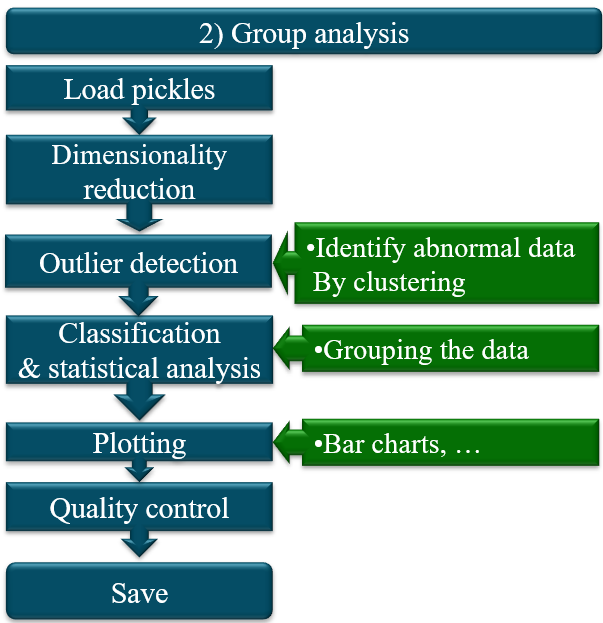 2) Group analysis
Load pickles
Dimensionality
reduction
Outlier detection
•Identify abnormal data
By clustering
Classification
& statistical analysis
•Grouping the data
Plotting
•Bar charts, …
Quality control
Save